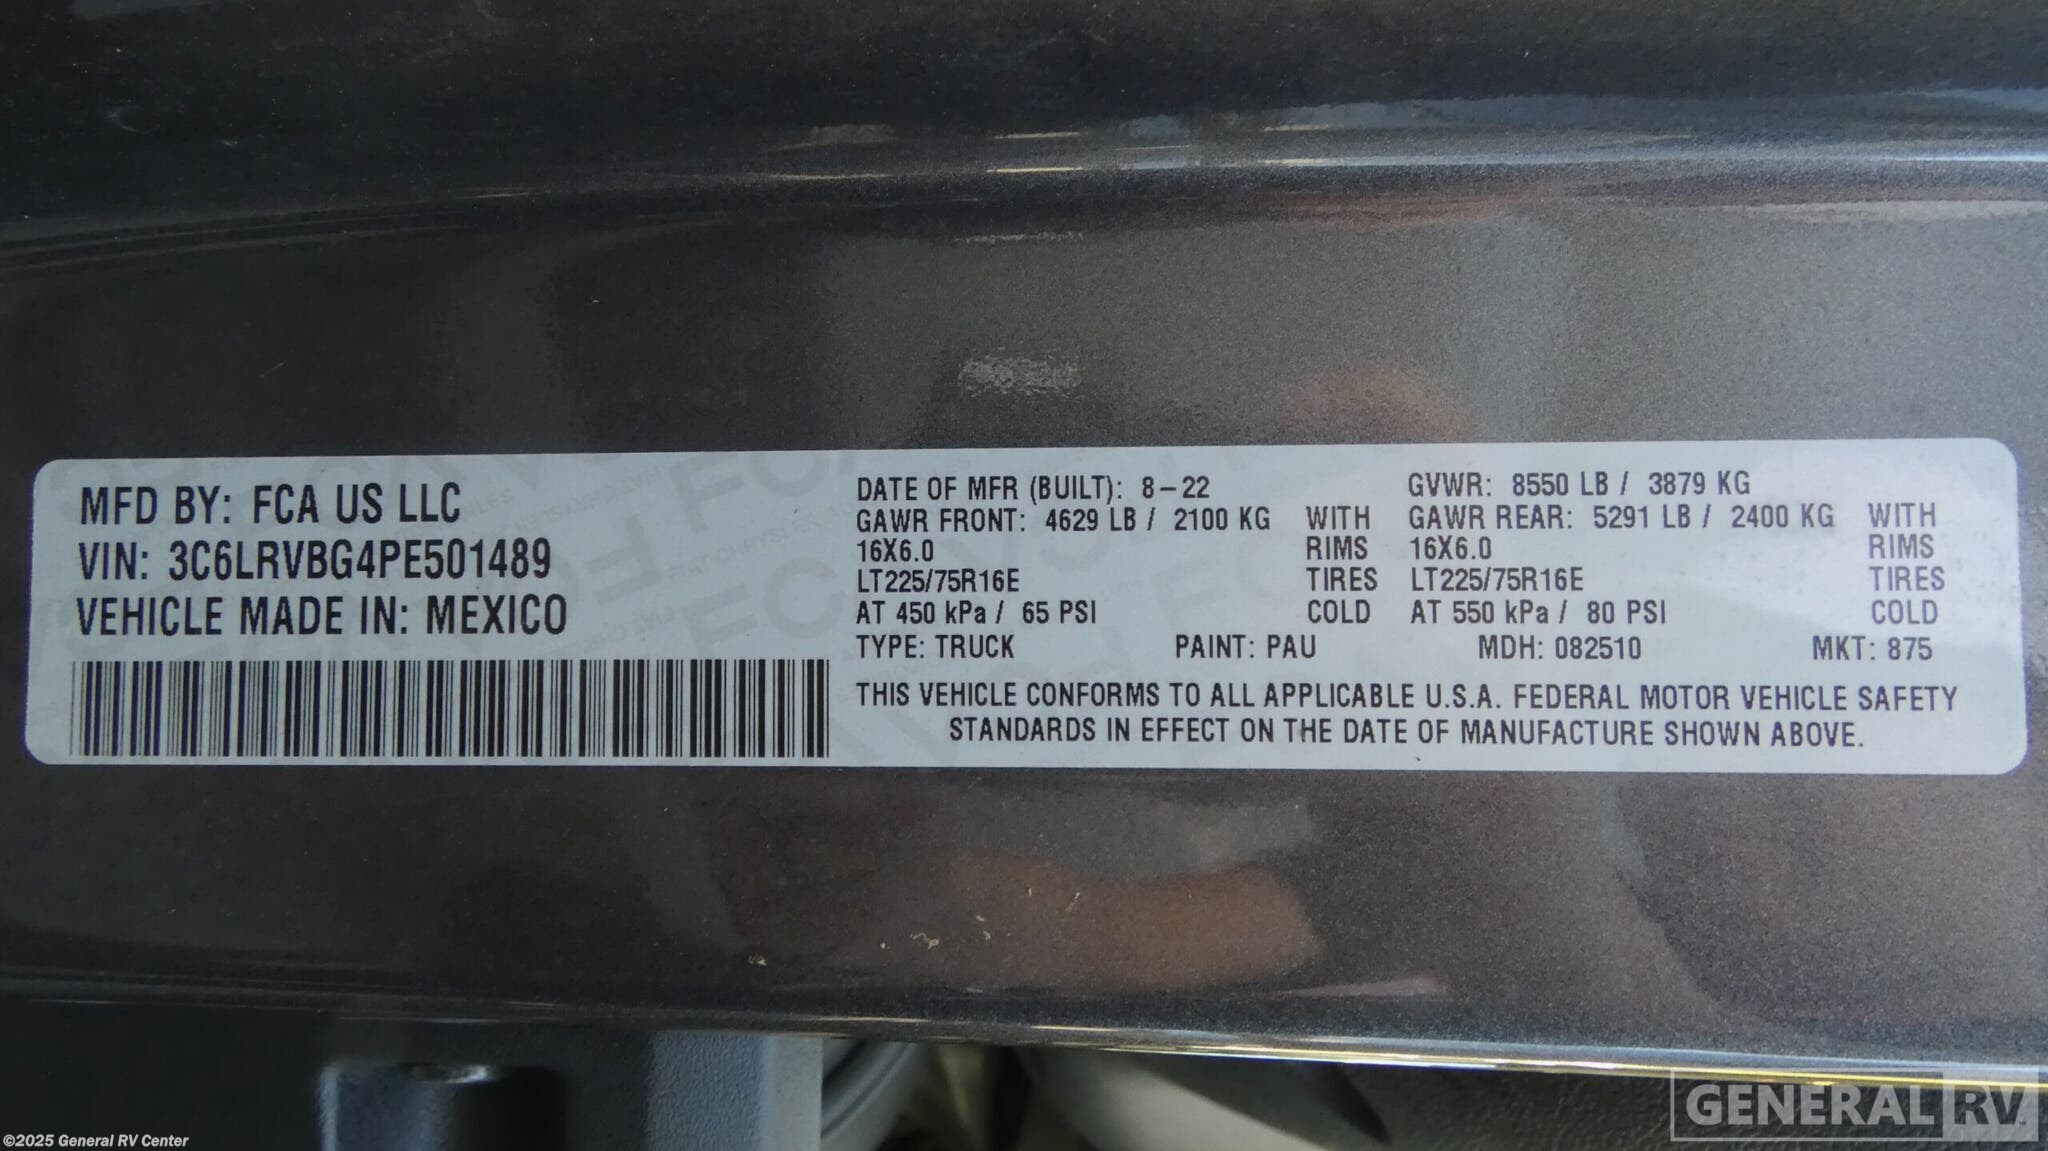 MFD BY: FCA US LLC
VIN: 3C6LRVBG4PE501489
VEHICLE MADE IN: MEXICO
DATE OF MFR (BUILT): 8-22 GVWR: 8550 LB / 3879 KG
GAWR FRONT: 4629 LB / 2100 KG WITH GAWR REAR: 5291 LB / 2400 KG WITH
16X6.0 RIMS 16X6.0 RIMS
LT225/75R16E TIRES LT225/75R16E TIRES
AT 450 kPa / 65 PSI COLD AT 550 kPa / 80 PSI COLD
TYPE: TRUCK PAINT: PAU MDH: 082510 MKT: 875
THIS VEHICLE CONFORMS TO ALL APPLICABLE U.S.A. FEDERAL MOTOR VEHICLE SAFETY
STANDARDS IN EFFECT ON THE DATE OF MANUFACTURE SHOWN ABOVE.
GENERAL RV
©2025 General RV Center